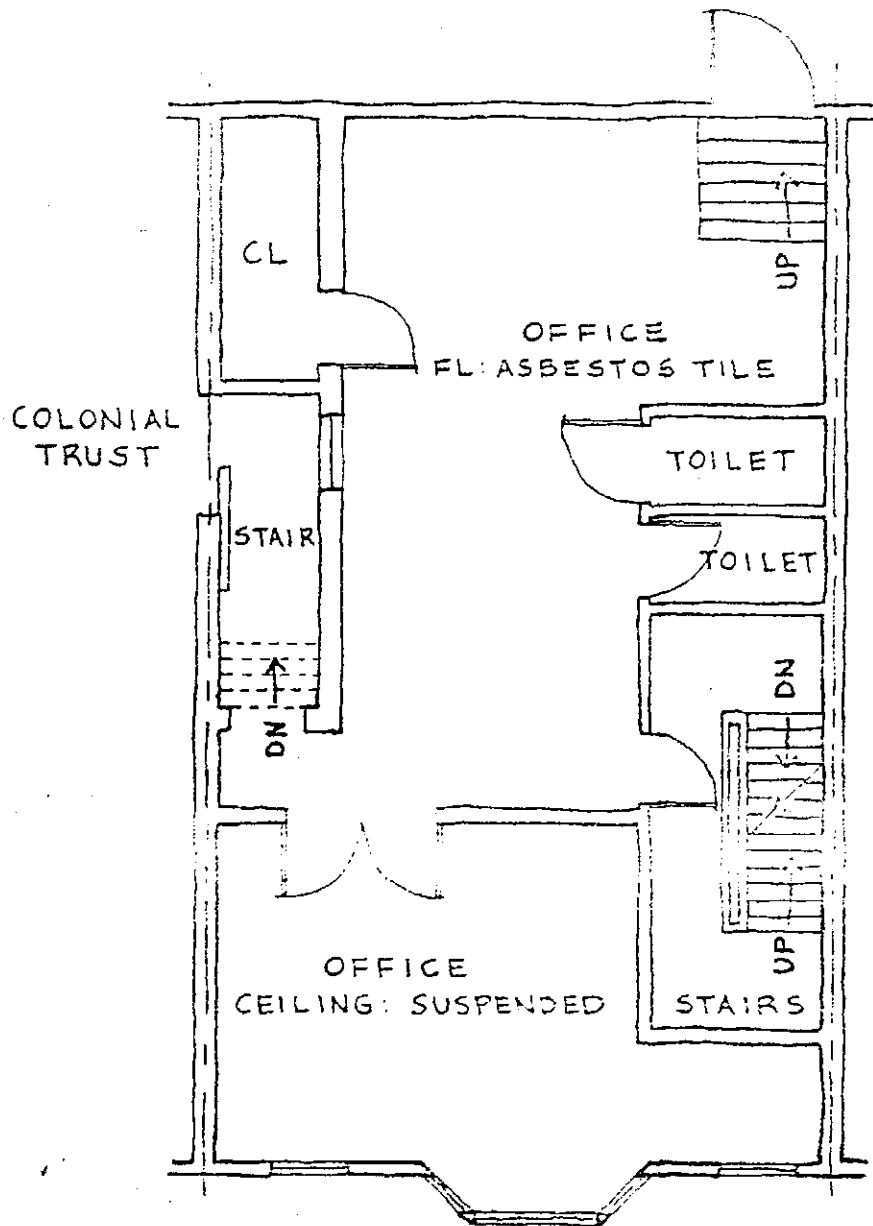 CL
UP
OFFICE
FL: ASBESTOS TILE
COLONIAL
TRUST
TOILET
STAIR
TOILET
DN
DN
UP
OFFICE
CEILING: SUSPENDED
STAIRS